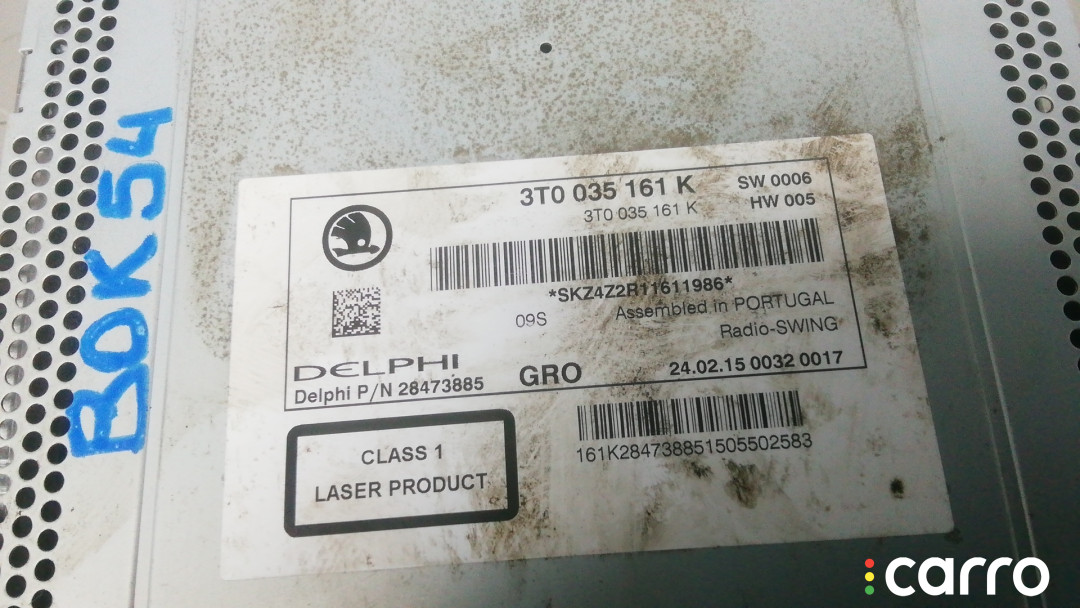 BOK54
3T0 035 161 K
SW 0006
3T0 035 161 K
HW 005
*SKZ4Z2R11611986*
09S
Assembled in PORTUGAL
Radio-SWING
DELPHI
Delphi P/N 28473885
GRO
24.02.15 0032 0017
161K284738851505502583
CLASS 1
LASER PRODUCT
carro